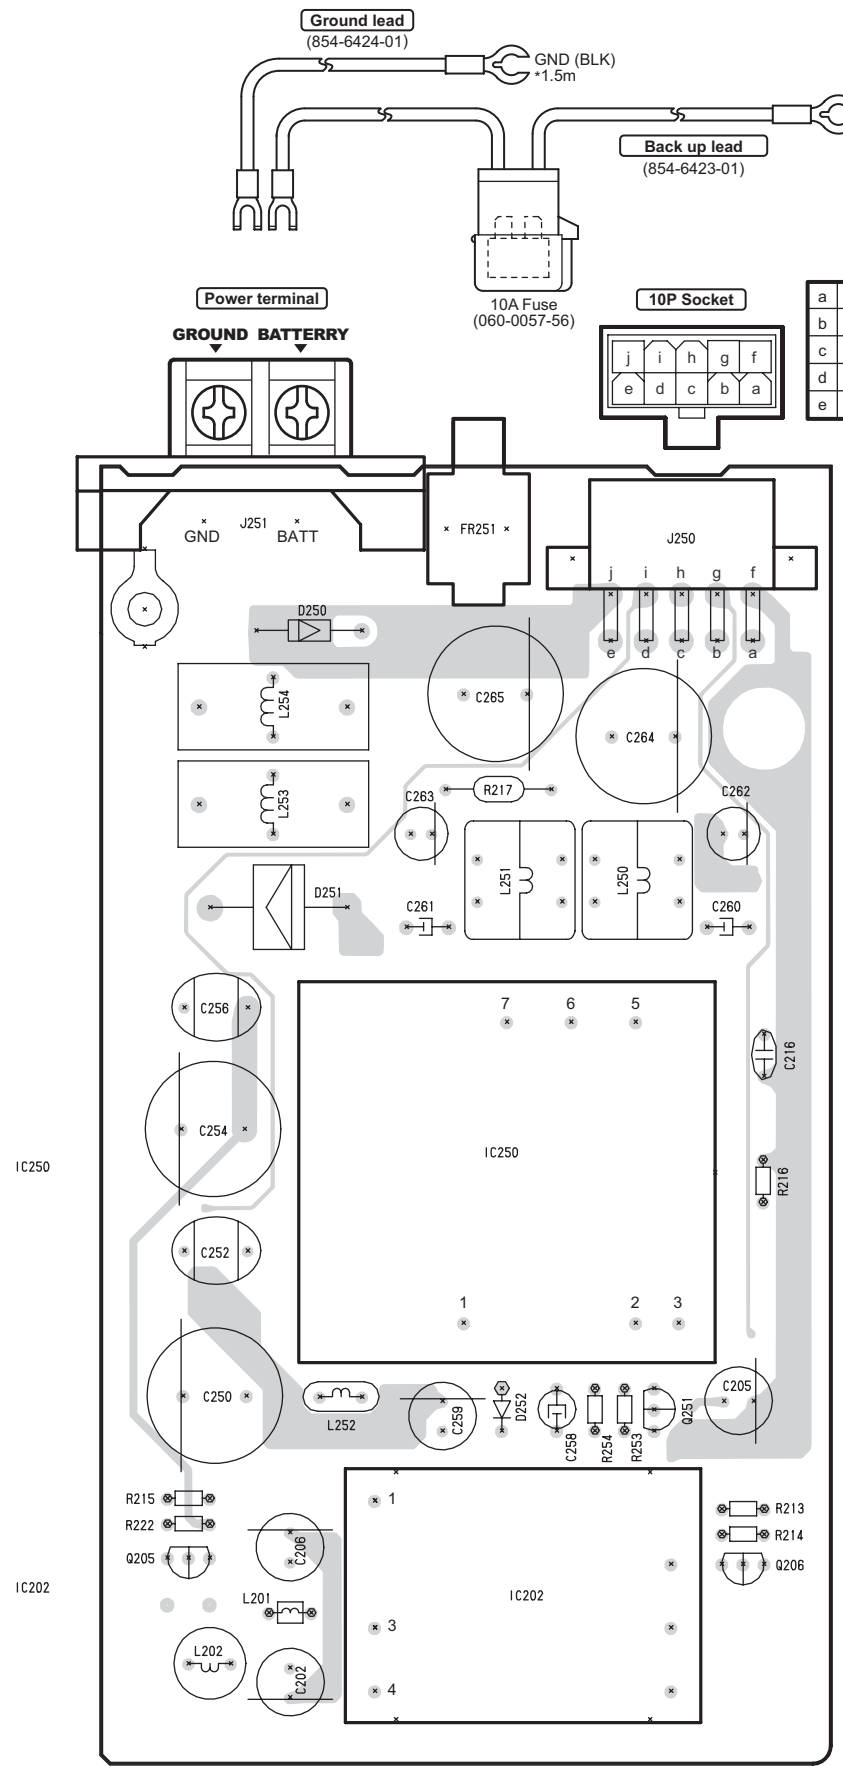 Ground lead
(854-6424-01)
GND (BLK)
*1.5m
Back up lead
(854-6423-01)
10A Fuse
(060-0057-56)
Power terminal
GROUND BATTERRY
10P Socket
j i h g f
e d c b a
a
b
c
d
e
J251
GND BATT
FR251
J250
j i h g f
e d c b a
D250
L254
C265
C264
L253
C263
R217
C262
L251
L250
D251
C261
C260
C256
7 6 5
C216
C254
IC250
IC250
R216
C252
1 2 3
C250
L252
C259
D252
C258
R254
R253
Q251
C205
R215
R222
Q205
C206
1
R213
R214
Q206
IC202
L201
IC202
3
L202
C202
4